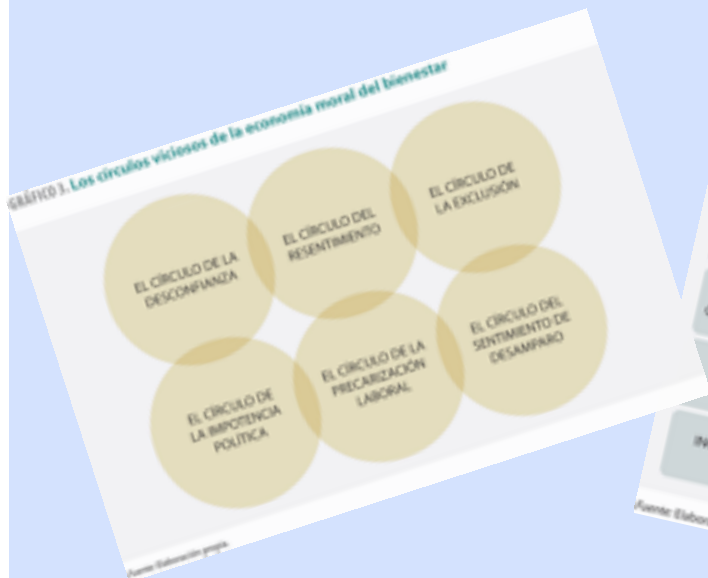 GRÁFICO 3. Los círculos viciosos de la economía moral del bienestar
EL CÍRCULO DE LA
DESCONFIANZA
EL CÍRCULO DEL
RESENTIMIENTO
EL CÍRCULO DE
LA EXCLUSIÓN
EL CÍRCULO DE
LA IMPOTENCIA
POLÍTICA
EL CÍRCULO DE LA
PRECARIZACIÓN
LABORAL
EL CÍRCULO DEL
SENTIMIENTO DE
DESAMPARO
Fuente: Elaboración propia.
Fuente: Elabor